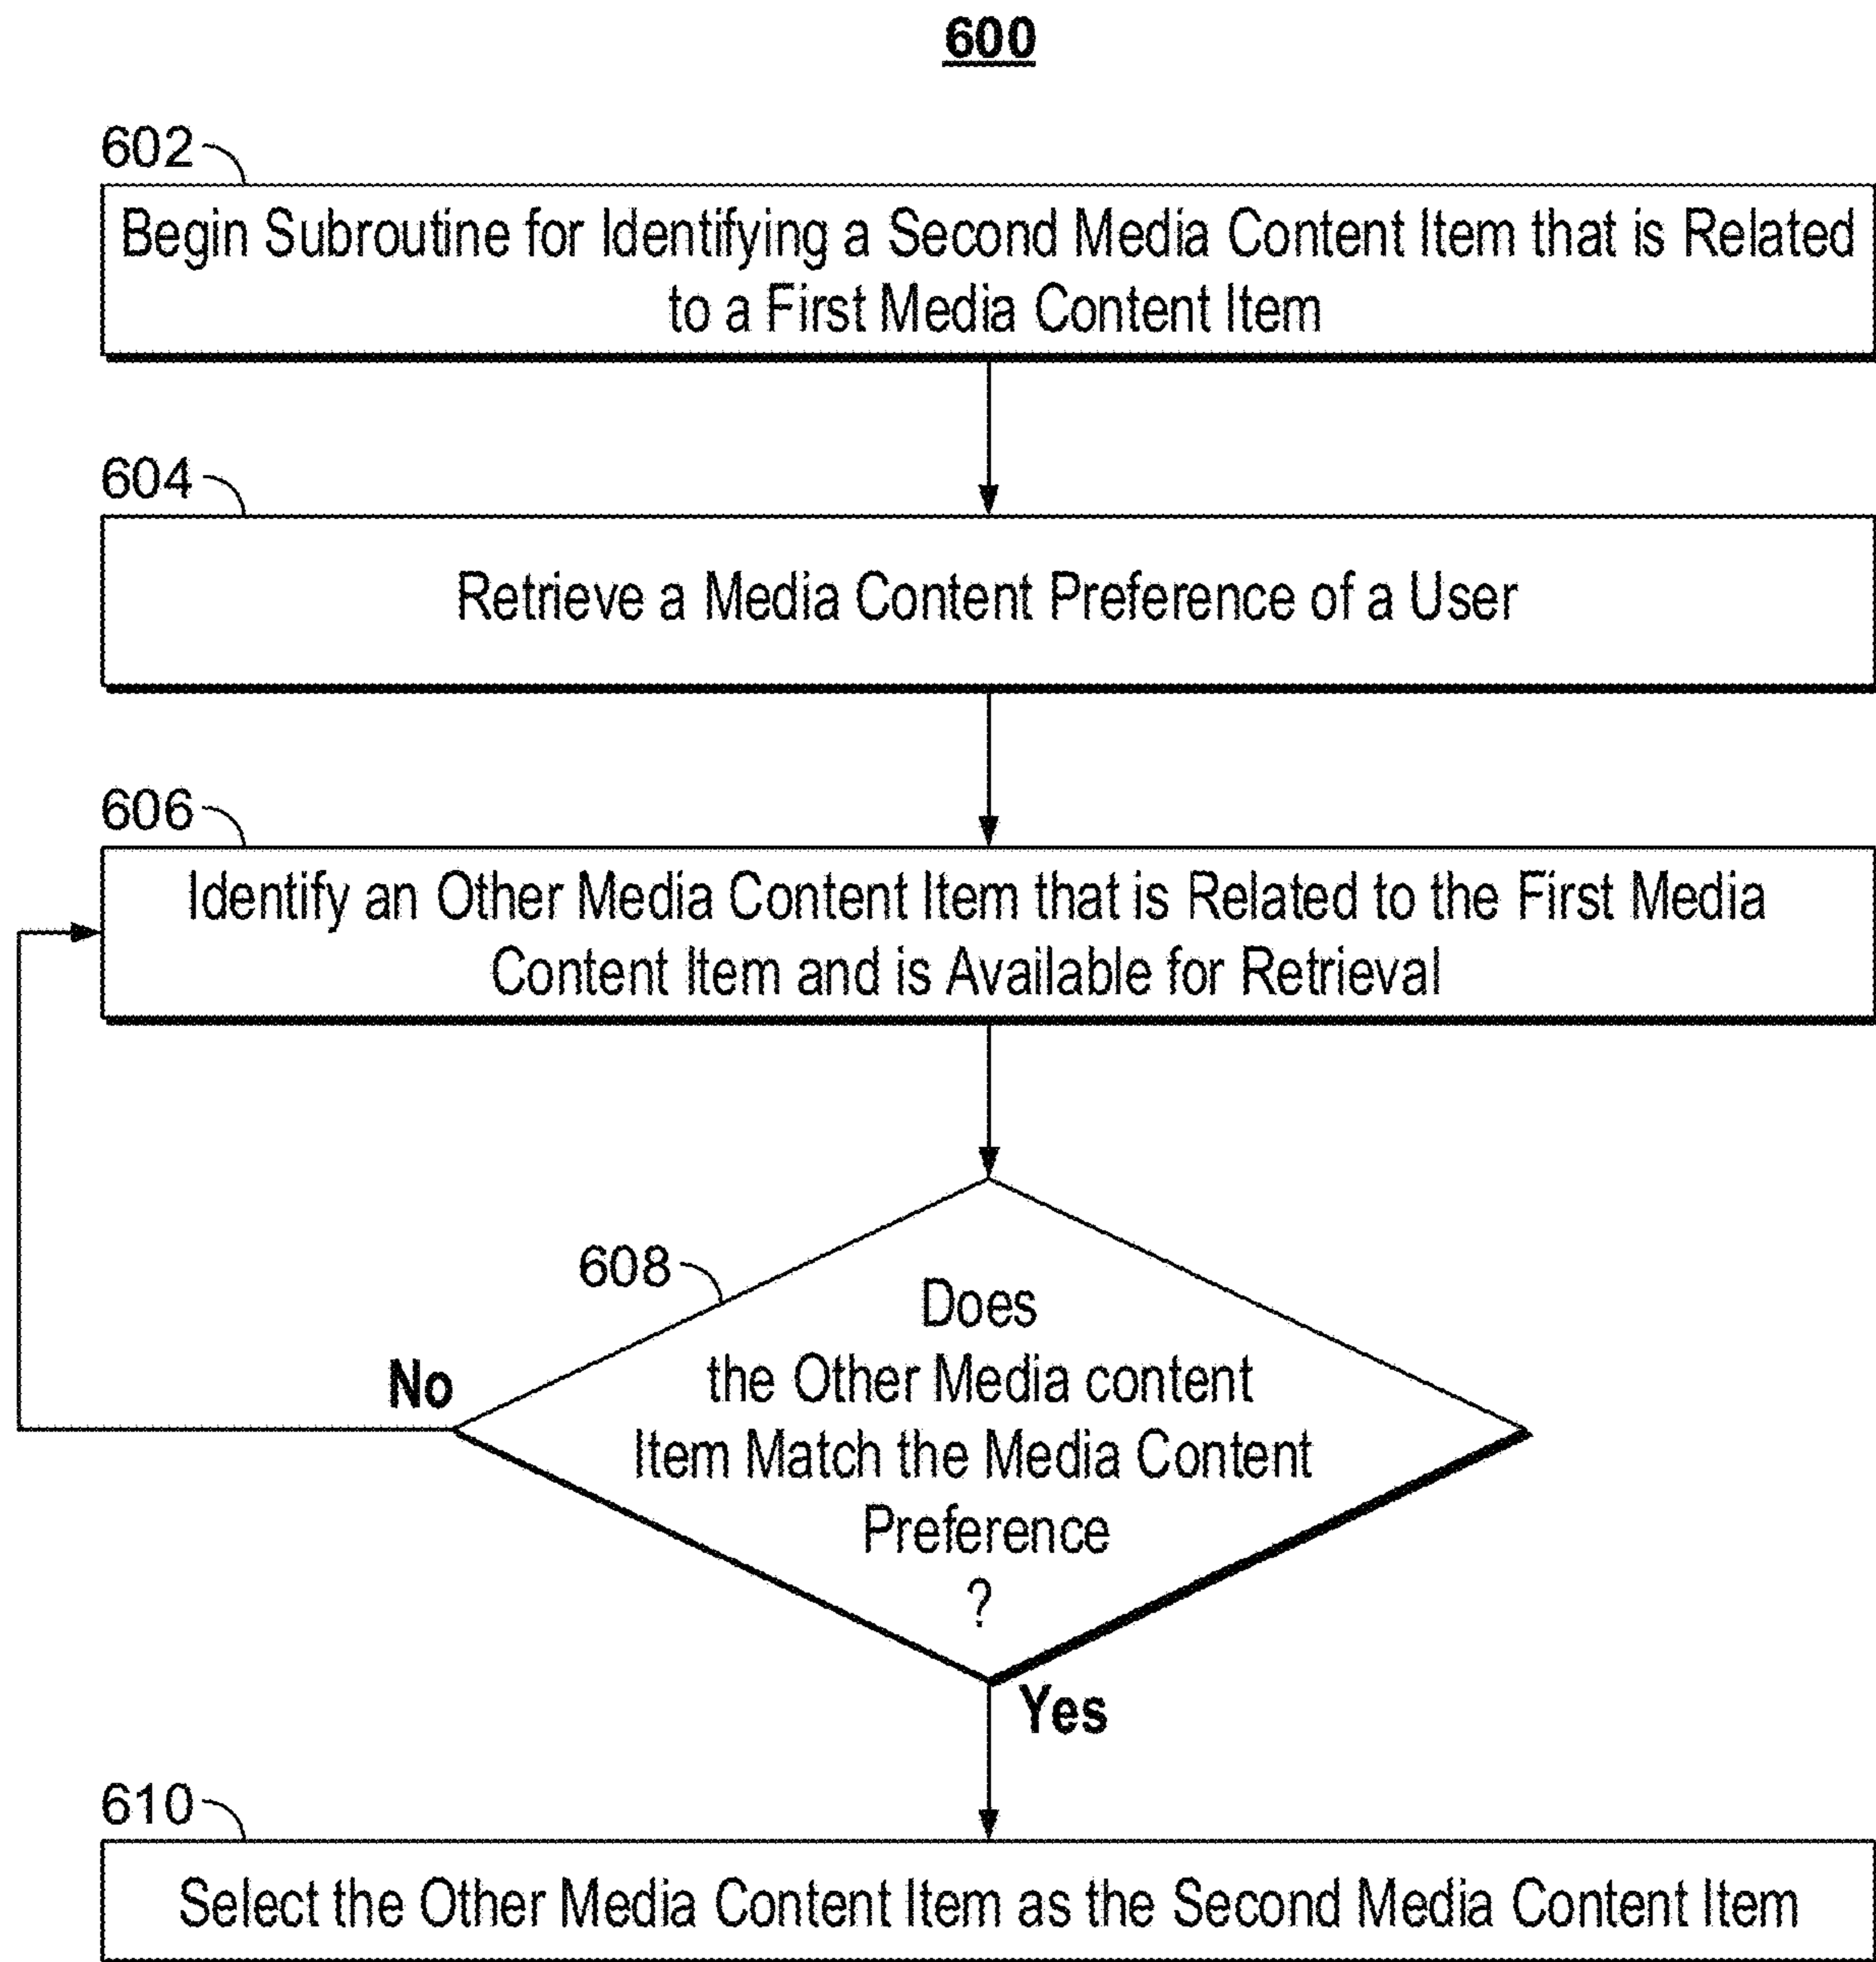 600
602
Begin Subroutine for Identifying a Second Media Content Item that is Related
to a First Media Content Item
604
Retrieve a Media Content Preference of a User
606
Identify an Other Media Content Item that is Related to the First Media
Content Item and is Available for Retrieval
608
Does
the Other Media content
Item Match the Media Content
Preference
?
No
Yes
610
Select the Other Media Content Item as the Second Media Content Item